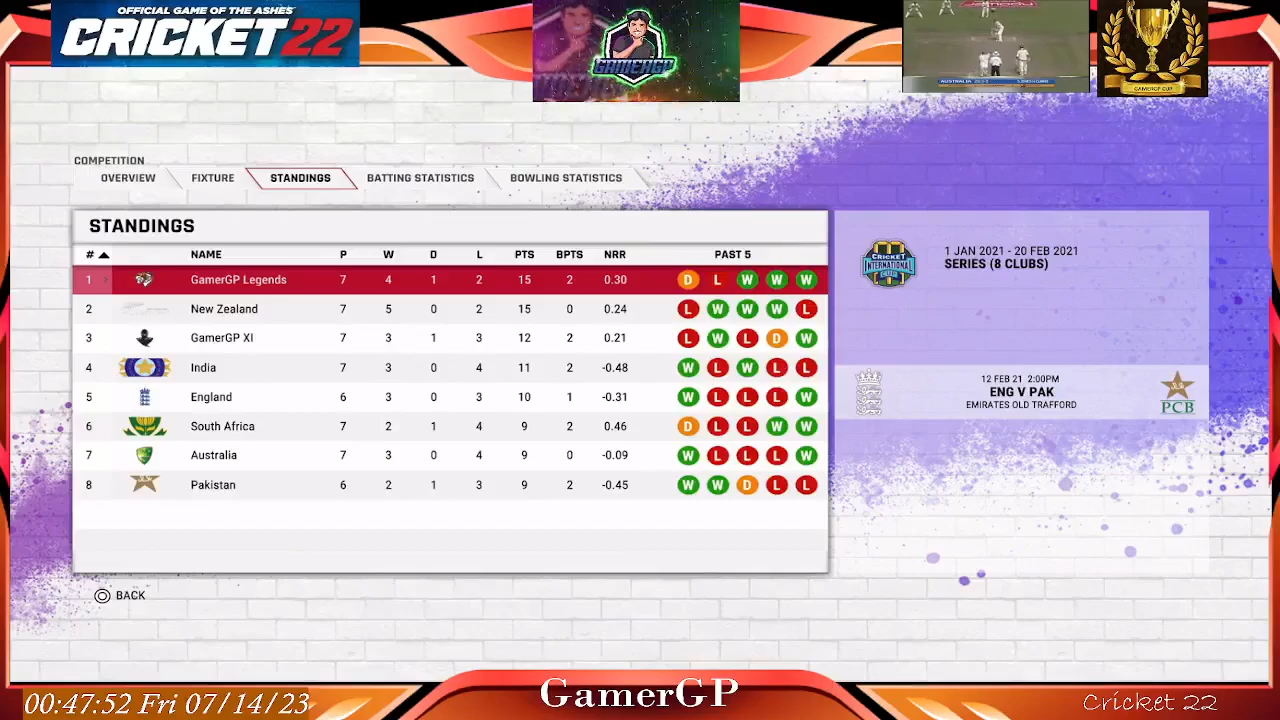 OFFICIAL GAME OF THE ASHES
CRICKET 22
GAMERGP
AUSTRALIA
GAMERGP CUP
COMPETITION
OVERVIEW FIXTURE STANDINGS BATTING STATISTICS BOWLING STATISTICS
STANDINGS
# NAME P W D L PTS BPTS NRR PAST 5
1 GamerGP Legends 7 4 1 2 15 2 0.30 D L W W W
2 New Zealand 7 5 0 2 15 0 0.24 L W W W L
3 GamerGP XI 7 3 1 3 12 2 0.21 L W L D W
4 India 7 3 0 4 11 2 -0.48 W L W L L
5 England 6 3 0 3 10 1 -0.31 W L L L W
6 South Africa 7 2 1 4 9 2 0.46 D L L W W
7 Australia 7 3 0 4 9 0 -0.09 W L L L W
8 Pakistan 6 2 1 3 9 2 -0.45 W W D L L
CRICKET
INTERNATIONAL
1 JAN 2021 - 20 FEB 2021
SERIES (8 CLUBS)
12 FEB 21 2:00PM
ENG V PAK
EMIRATES OLD TRAFFORD
PCB
BACK
00:47:52 Fri 07/14/23
GamerGP
Cricket 22